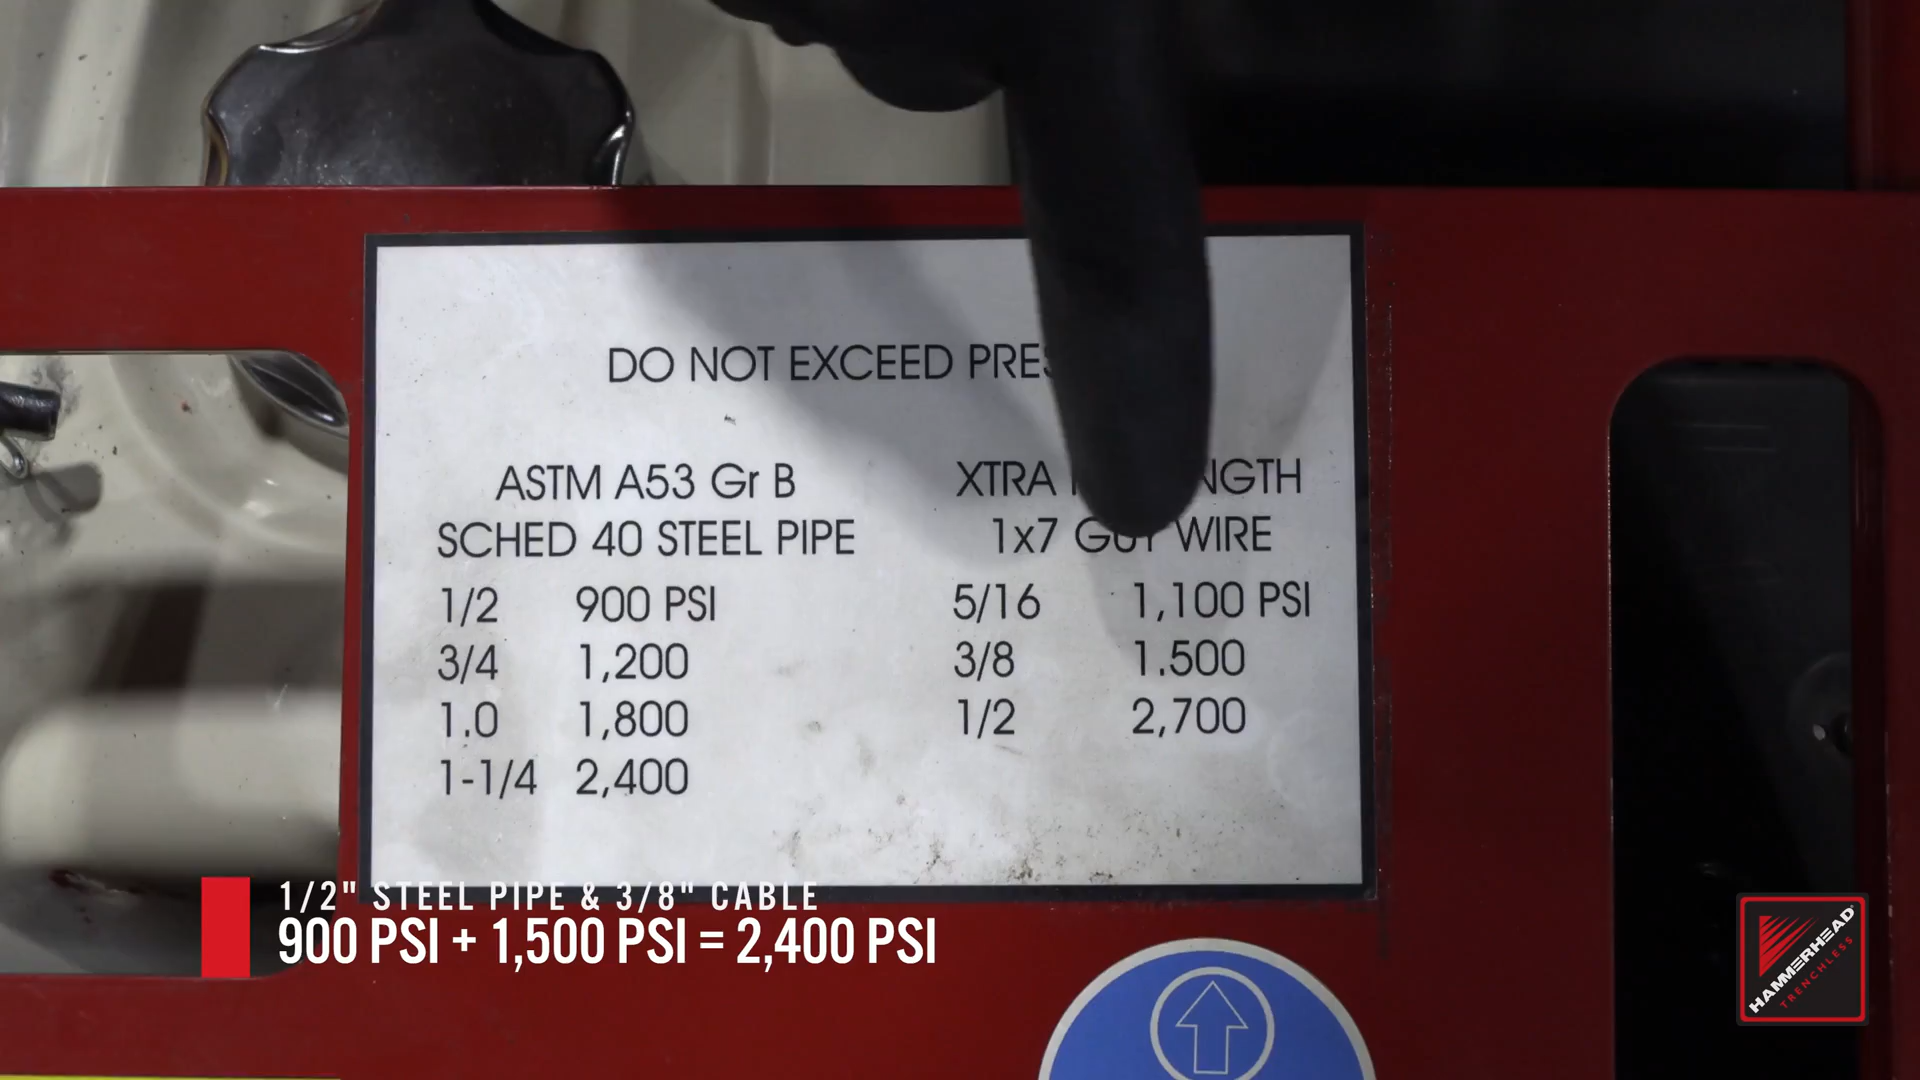 DO NOT EXCEED
ASTM A53 Gr B
SCHED 40 STEEL PIPE
1/2 900 PSI
3/4 1,200
1.0 1,800
1-1/4 2,400
XTRA
1x7 GUY WIRE
5/16 1,100 PSI
3/8 1.500
1/2 2,700
1/2" STEEL PIPE & 3/8" CABLE
900 PSI + 1,500 PSI = 2,400 PSI
HAMMERHEAD
TRENCHLESS